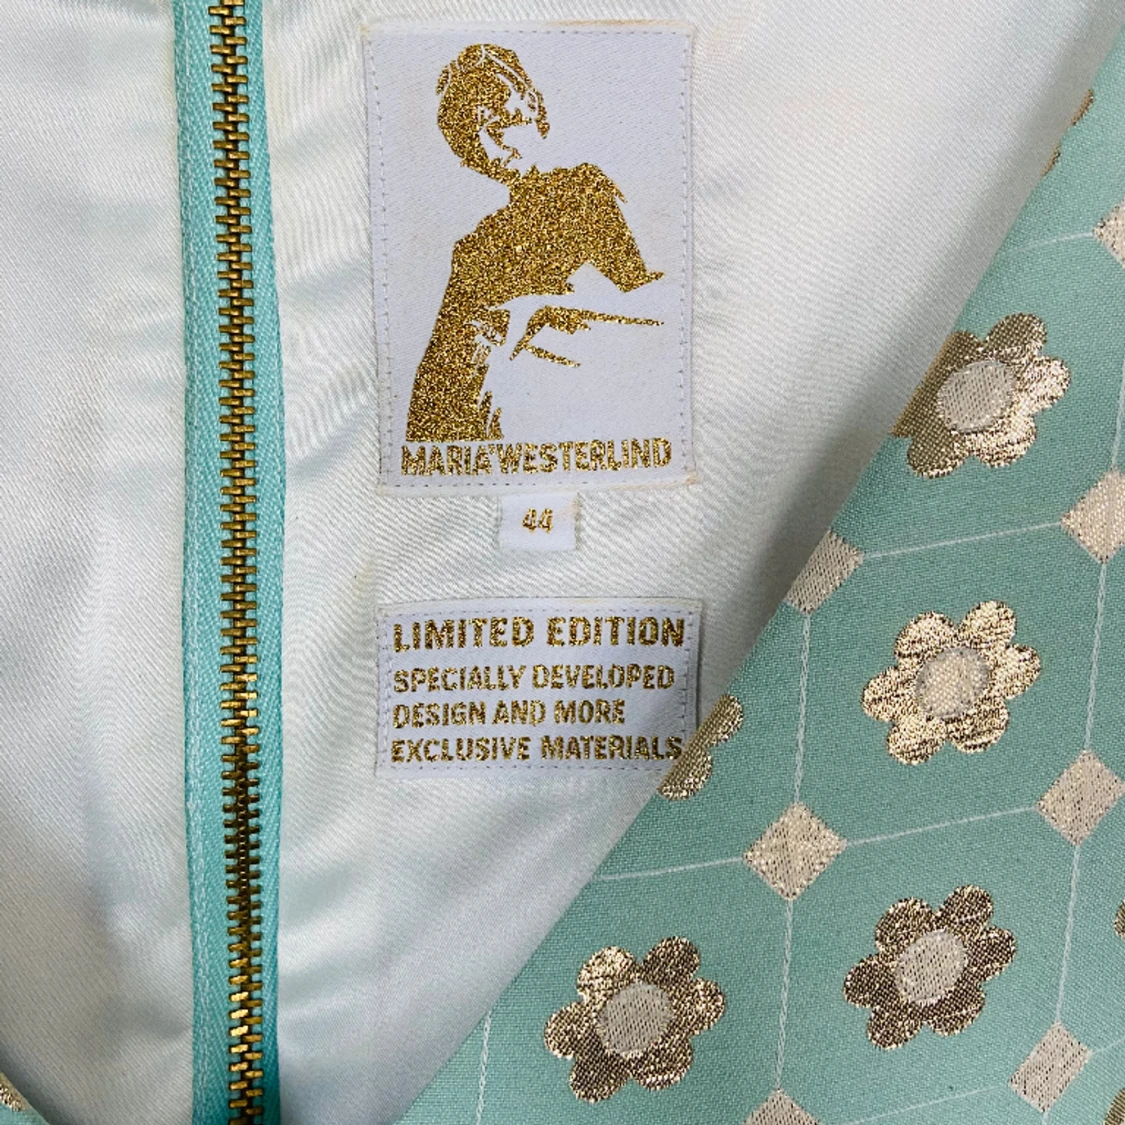 MARIA WESTERLIND
44
LIMITED EDITION
SPECIALLY DEVELOPED
DESIGN AND MORE
EXCLUSIVE MATERIALS